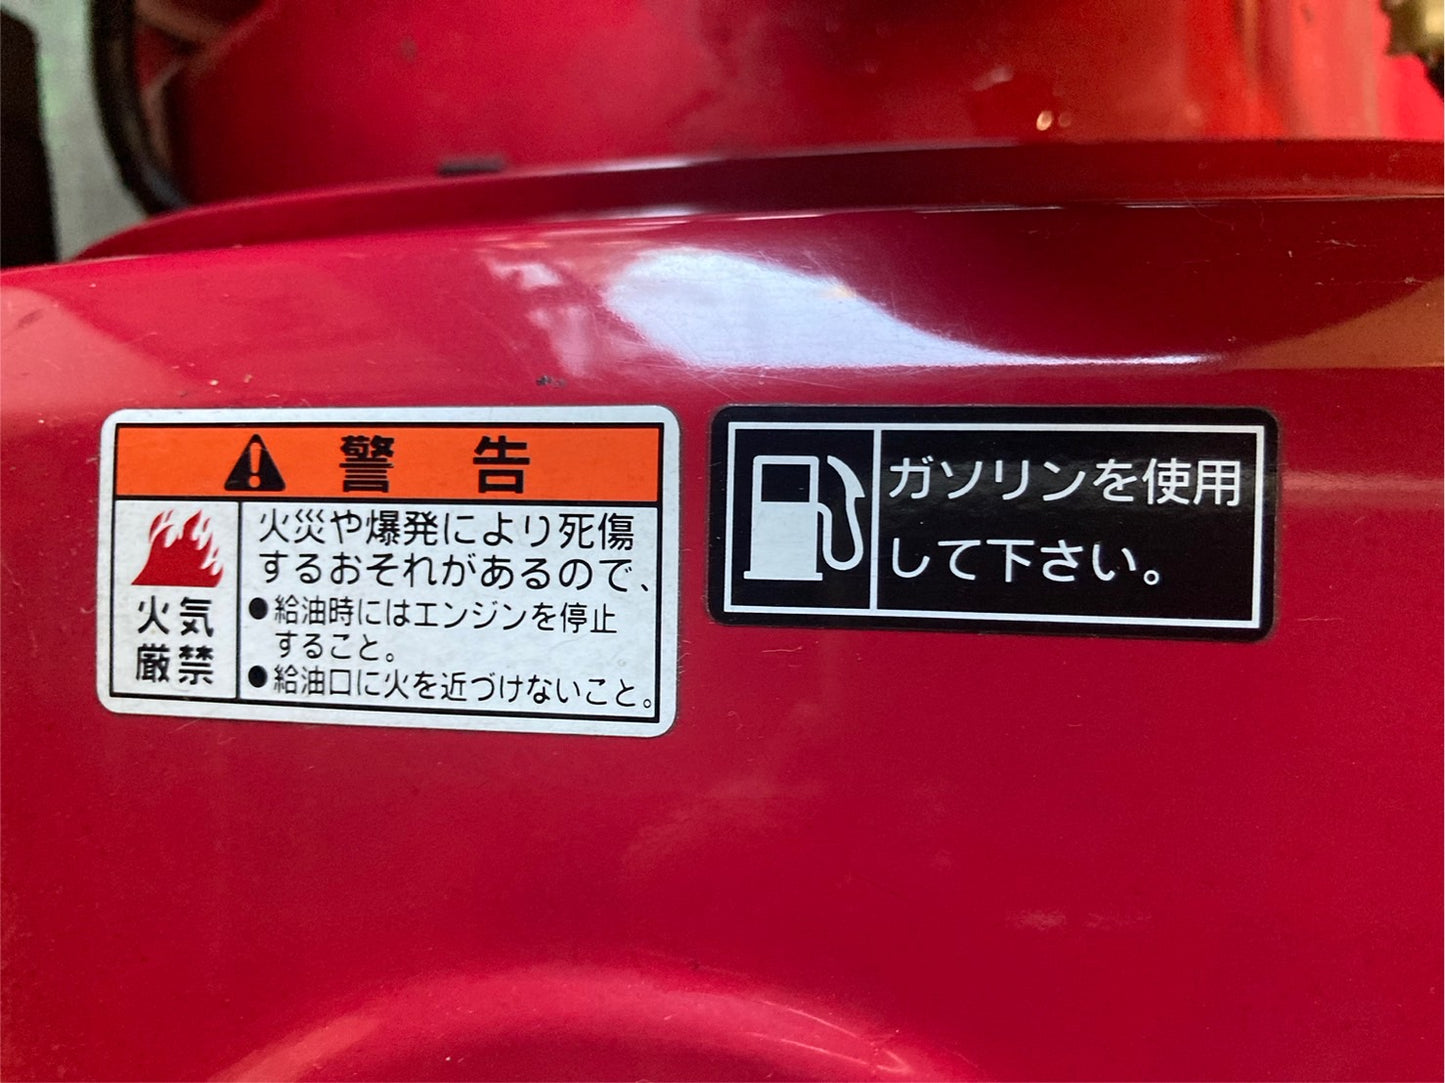 警告
火気
厳禁
火災や爆発により死傷
するおそれがあるので、
●給油時にはエンジンを停止
すること。
●給油口に火を近づけないこと。
ガソリンを使用
して下さい。